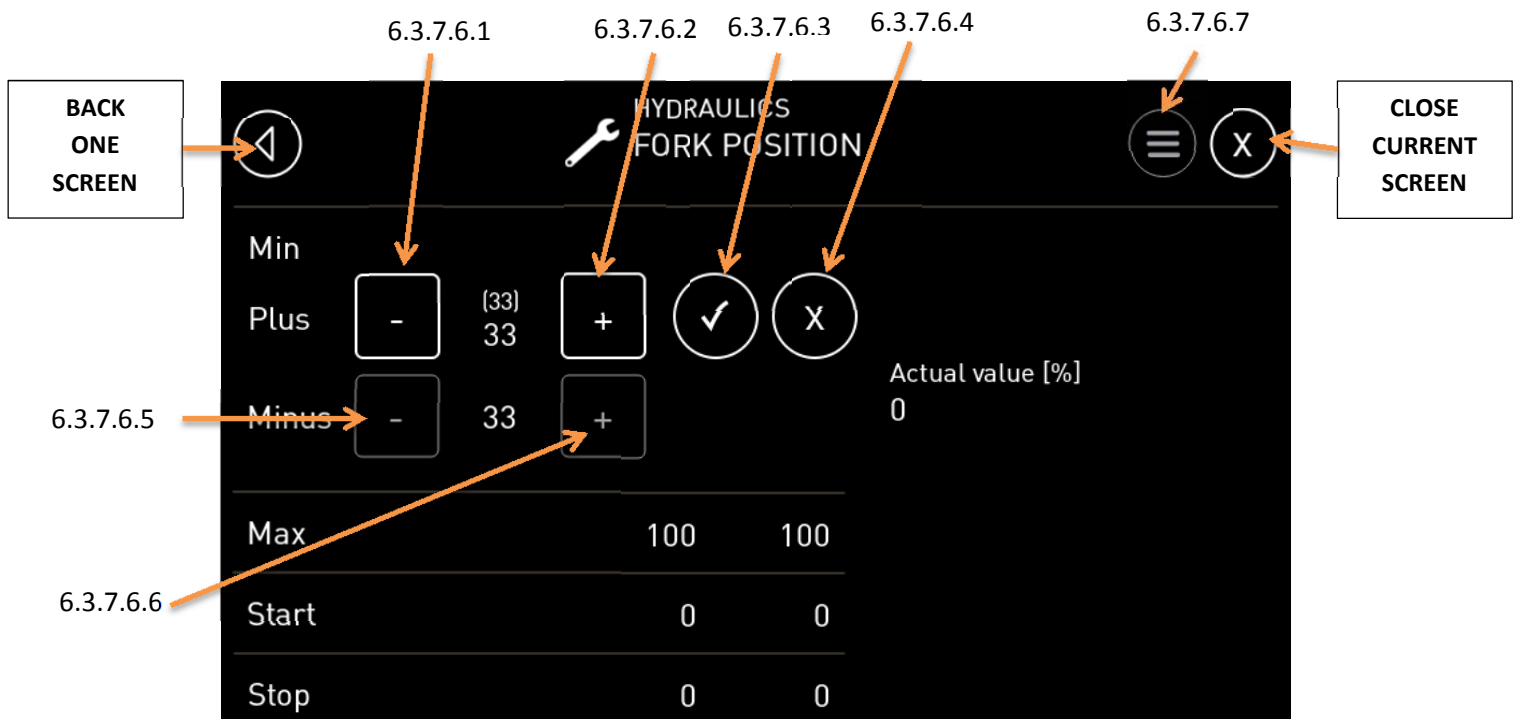 6.3.7.6.1
6.3.7.6.2
6.3.7.6.3
6.3.7.6.4
6.3.7.6.7
BACK
ONE
SCREEN
HYDRAULICS
FORK POSITION
X
CLOSE
CURRENT
SCREEN
Min
Plus
-
(33)
33
+
X
Actual value [%]
0
6.3.7.6.5
Minus
-
33
+
Max 100 100
6.3.7.6.6
Start 0 0
Stop 0 0